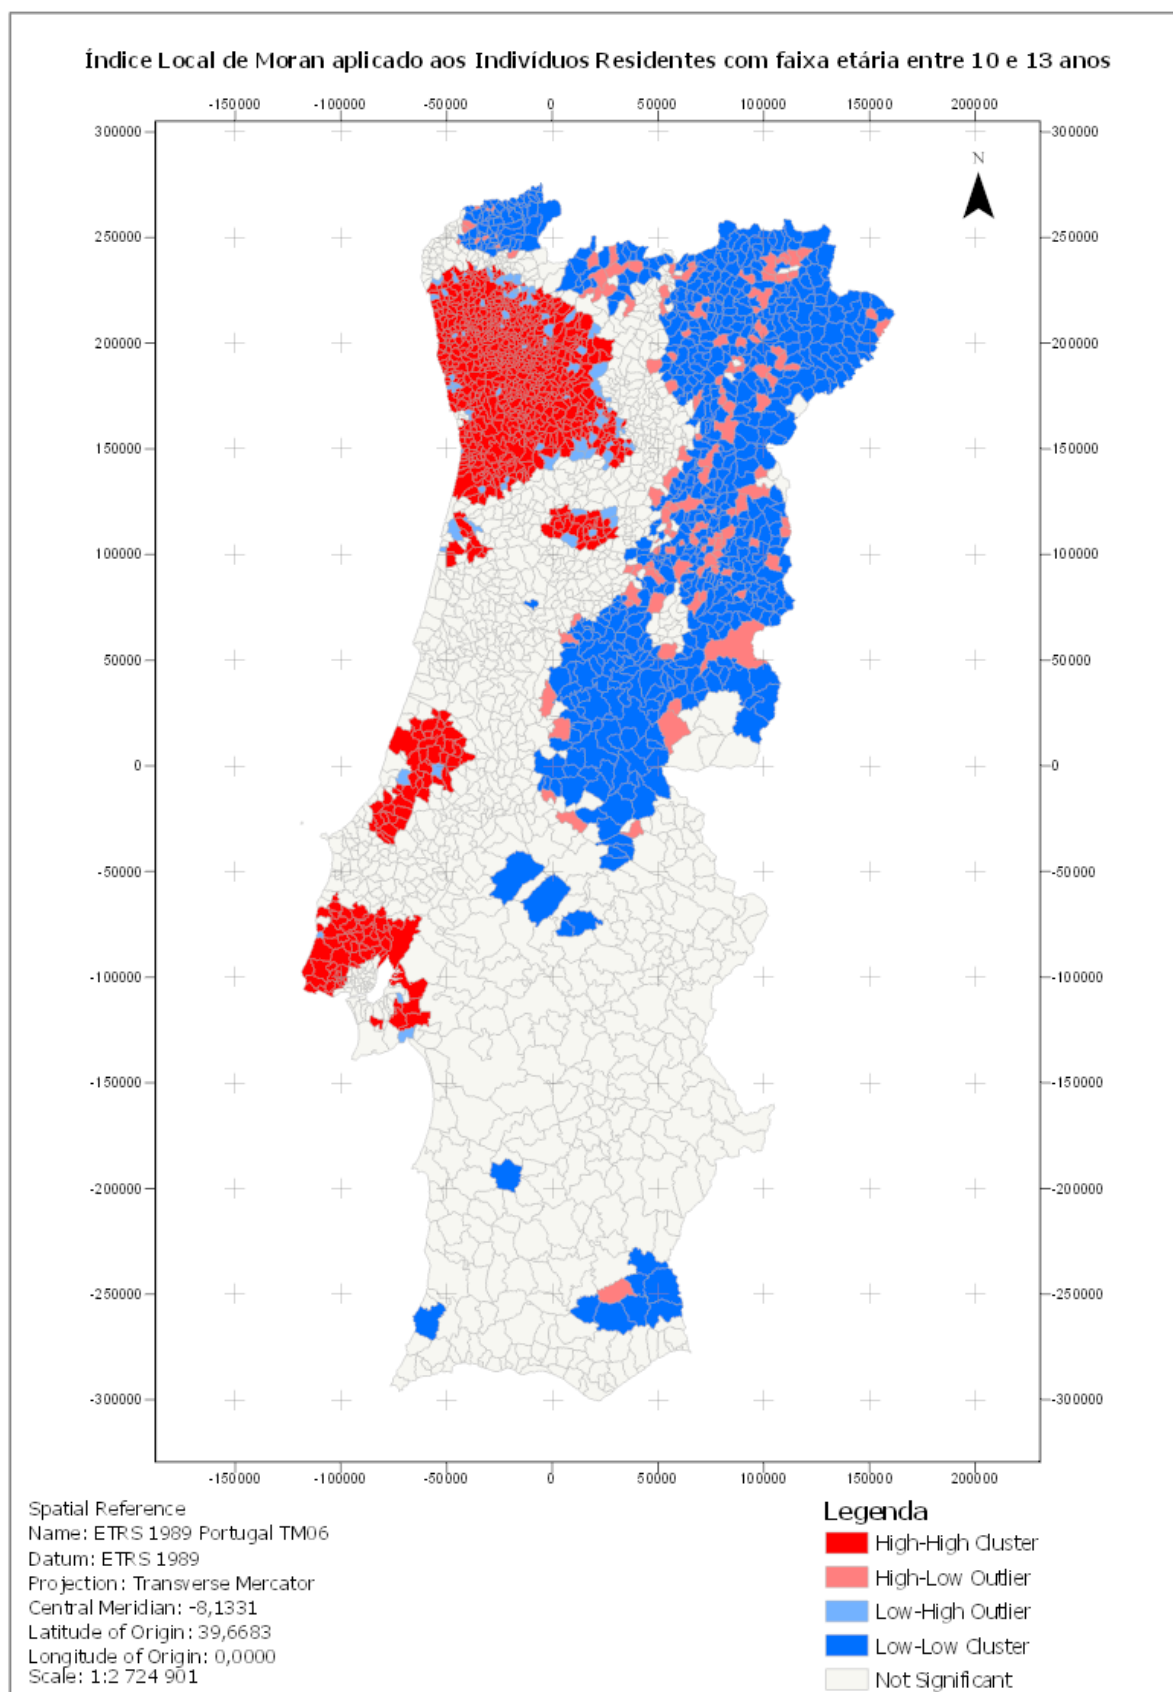 Índice Local de Moran aplicado aos Indivíduos Residentes com faixa etária entre 10 e 13 anos
-150000 -100000 -50000 0 50000 100000 150000 200000
300000 300000
N
250000 250000
200000 200000
150000 150000
100000 100000
50000 50000
0 0
-50000 -50000
-100000 -100000
-150000 -150000
-200000 -200000
-250000 -250000
-300000 -300000
-150000 -100000 -50000 0 50000 100000 150000 200000
Spatial Reference
Name: ETRS 1989 Portugal TM06
Datum: ETRS 1989
Projection: Transverse Mercator
Central Meridian: -8,1331
Latitude of Origin: 39,6683
Longitude of Origin: 0,0000
Scale: 1:2 724 901
Legenda
High-High Cluster
High-Low Outlier
Low-High Outlier
Low-Low Cluster
Not Significant